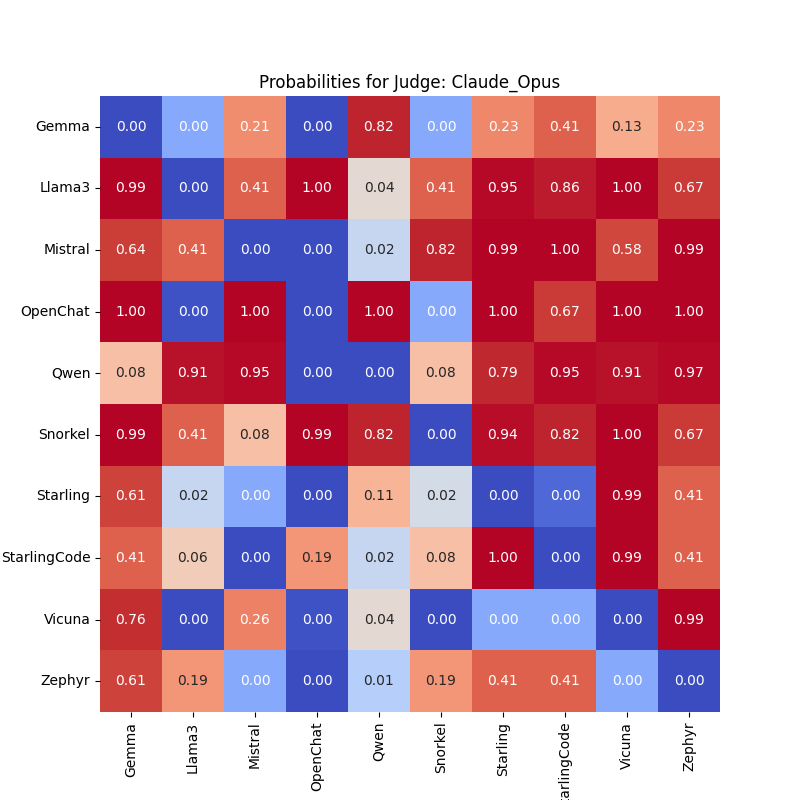 Probabilities for Judge: Claude_Opus
Gemma 0.00 0.00 0.21 0.00 0.82 0.00 0.23 0.41 0.13 0.23
Llama3 0.99 0.00 0.41 1.00 0.04 0.41 0.95 0.86 1.00 0.67
Mistral 0.64 0.41 0.00 0.00 0.02 0.82 0.99 1.00 0.58 0.99
OpenChat 1.00 0.00 1.00 0.00 1.00 0.00 1.00 0.67 1.00 1.00
Qwen 0.08 0.91 0.95 0.00 0.00 0.08 0.79 0.95 0.91 0.97
Snorkel 0.99 0.41 0.08 0.99 0.82 0.00 0.94 0.82 1.00 0.67
Starling 0.61 0.02 0.00 0.00 0.11 0.02 0.00 0.00 0.99 0.41
StarlingCode 0.41 0.06 0.00 0.19 0.02 0.08 1.00 0.00 0.99 0.41
Vicuna 0.76 0.00 0.26 0.00 0.04 0.00 0.00 0.00 0.00 0.99
Zephyr 0.61 0.19 0.00 0.00 0.01 0.19 0.41 0.41 0.00 0.00
Gemma Llama3 Mistral OpenChat Qwen Snorkel Starling arlingCode Vicuna Zephyr